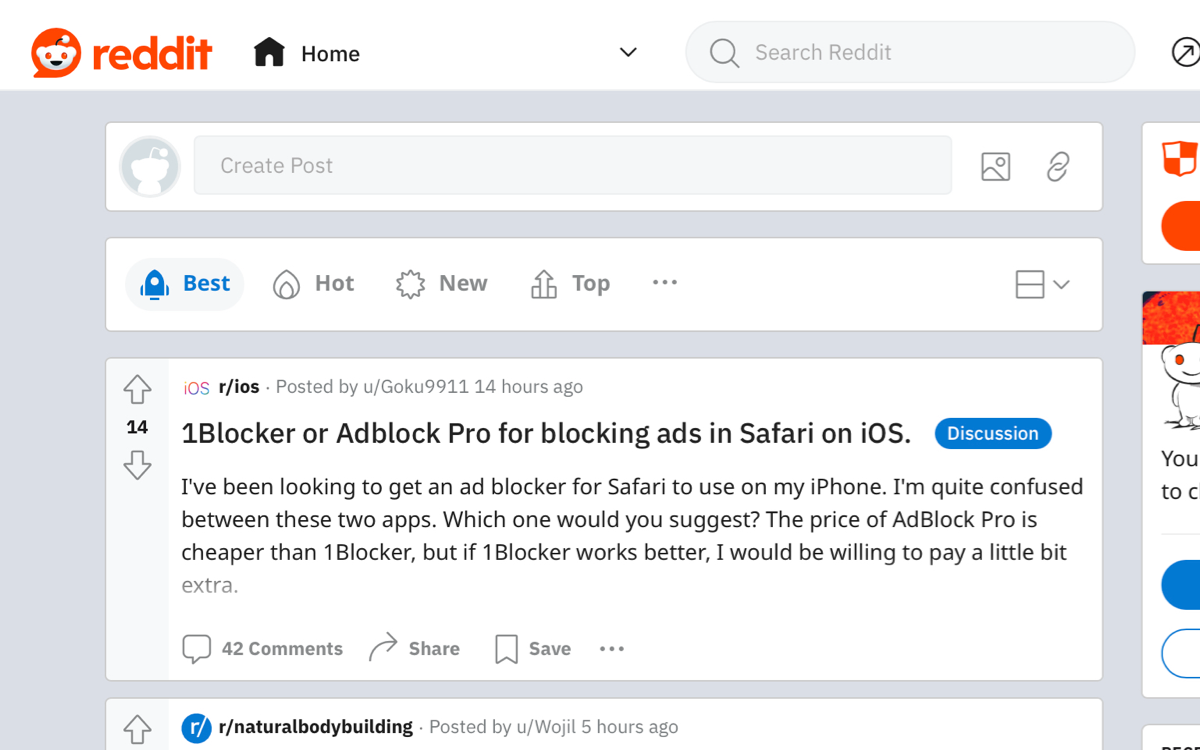 reddit
Home
Search Reddit
Create Post
Best
Hot
New
Top
iOS r/ios · Posted by u/Goku9911 14 hours ago
14
1Blocker or Adblock Pro for blocking ads in Safari on iOS.
Discussion
I've been looking to get an ad blocker for Safari to use on my iPhone. I'm quite confused
between these two apps. Which one would you suggest? The price of AdBlock Pro is
cheaper than 1Blocker, but if 1Blocker works better, I would be willing to pay a little bit
extra.
42 Comments
Share
Save
r/ r/naturalbodybuilding · Posted by u/Wojil 5 hours ago
You
to